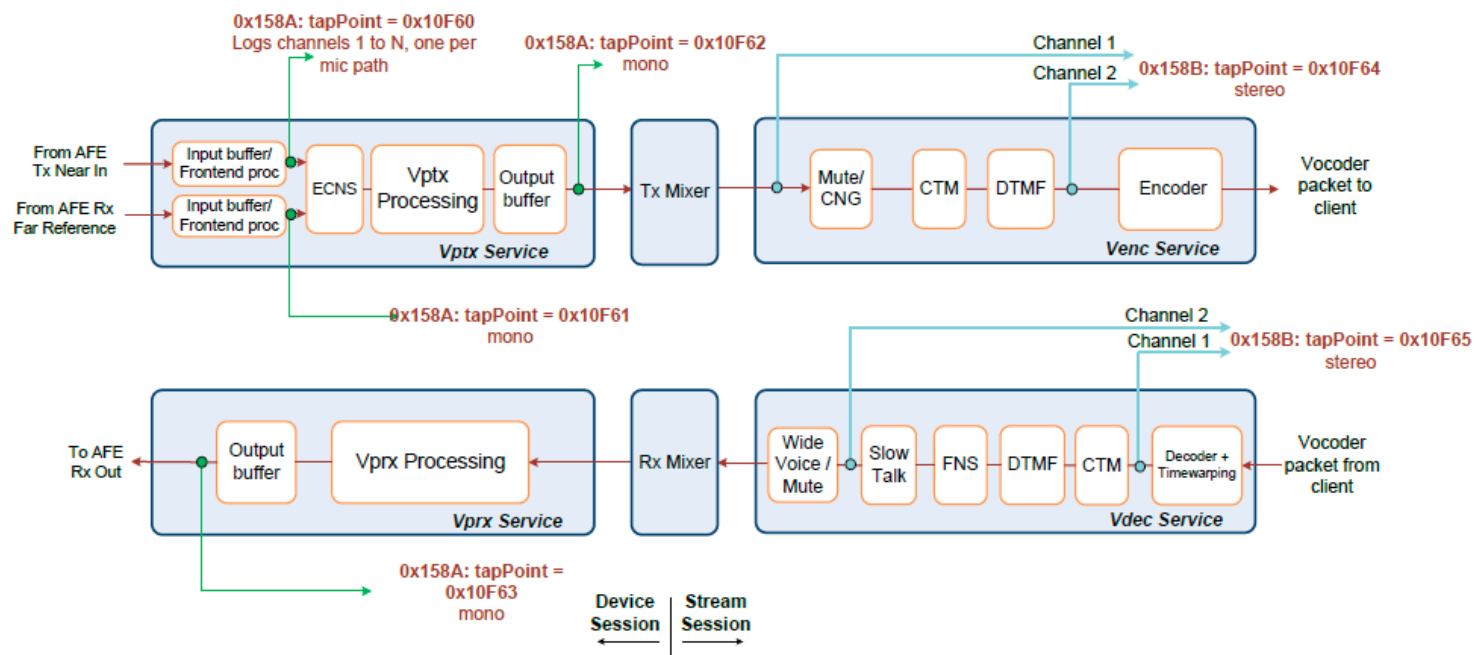 0x158A: tapPoint = 0x10F60
Logs channels 1 to N, one per
mic path
0x158A: tapPoint = 0x10F62
mono
Channel 1
Channel 2
0x158B: tapPoint = 0x10F64
stereo
From AFE
Tx Near In
Input buffer/
Frontend proc
From AFE Rx
Far Reference
Input buffer/
Frontend proc
ECNS
Vptx
Processing
Output
buffer
Vptx Service
Tx Mixer
Mute/
CNG
CTM
DTMF
Encoder
Venc Service
Vocoder
packet to
client
0x158A: tapPoint = 0x10F61
mono
Channel 2
Channel 1
0x158B: tapPoint = 0x10F65
stereo
To AFE
Rx Out
Output
buffer
Vprx Processing
Vprx Service
Rx Mixer
Wide
Voice /
Mute
Slow
Talk
FNS
DTMF
CTM
Decoder +
Timewarping
Vdec Service
Vocoder
packet from
client
0x158A: tapPoint =
0x10F63
mono
Device
Session
Stream
Session